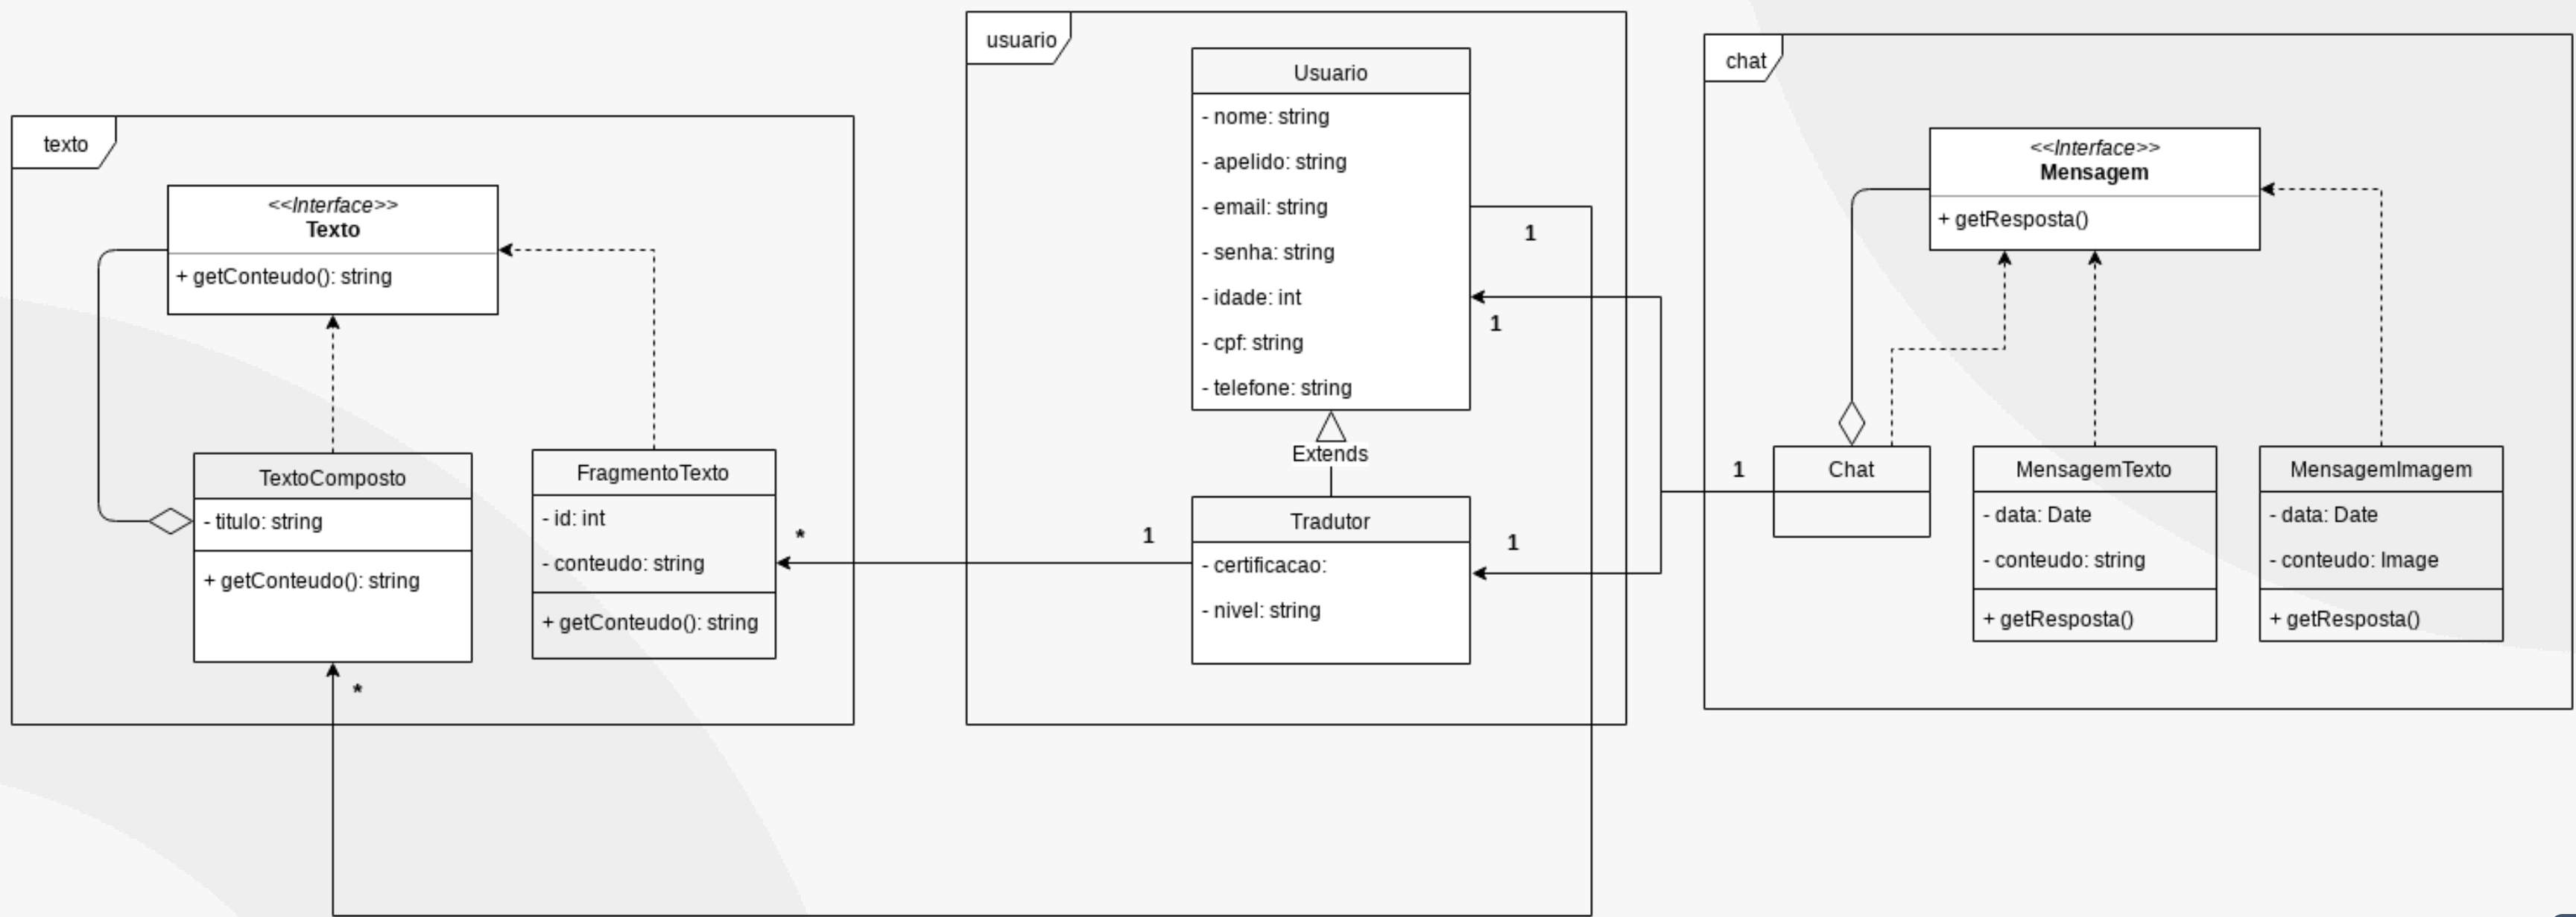 texto
<<Interface>>
Texto
+ getConteudo(): string
TextoComposto
- titulo: string
+ getConteudo(): string
*
FragmentoTexto
- id: int
- conteudo: string
+ getConteudo(): string
*
usuario
Usuario
- nome: string
- apelido: string
- email: string
- senha: string
- idade: int
- cpf: string
- telefone: string
1
1
Extends
Tradutor
- certificacao:
- nivel: string
1
1
chat
<<Interface>>
Mensagem
+ getResposta()
1
Chat
MensagemTexto
- data: Date
- conteudo: string
+ getResposta()
MensagemImagem
- data: Date
- conteudo: Image
+ getResposta()